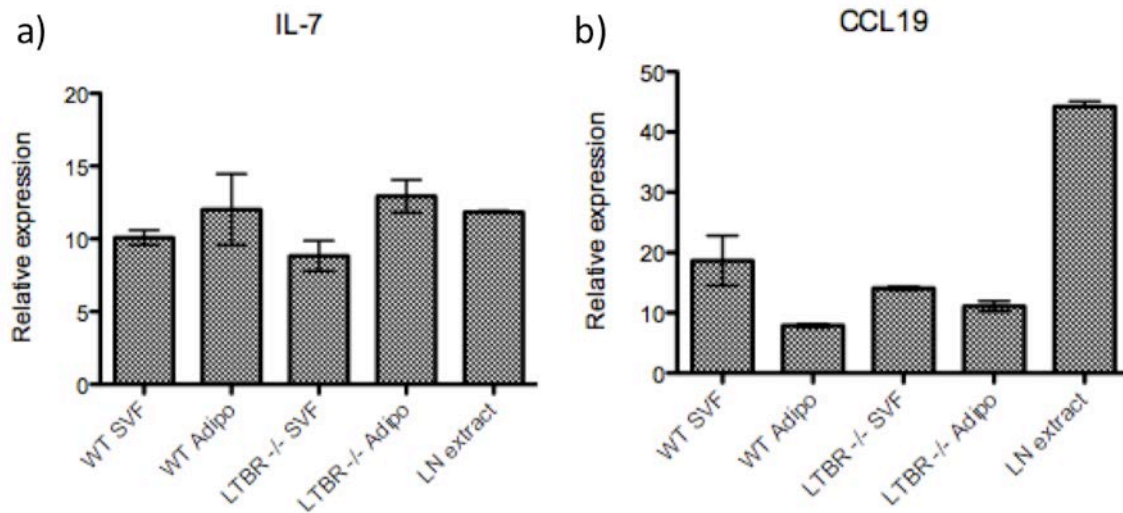 a)
IL-7
Relative expression
20
15
10
5
0
WT SVF
WT Adipo
LTBR -/- SVF
LTBR -/- Adipo
LN extract
b)
CCL19
Relative expression
50
40
30
20
10
0
WT SVF
WT Adipo
LTBR -/- SVF
LTBR -/- Adipo
LN extract